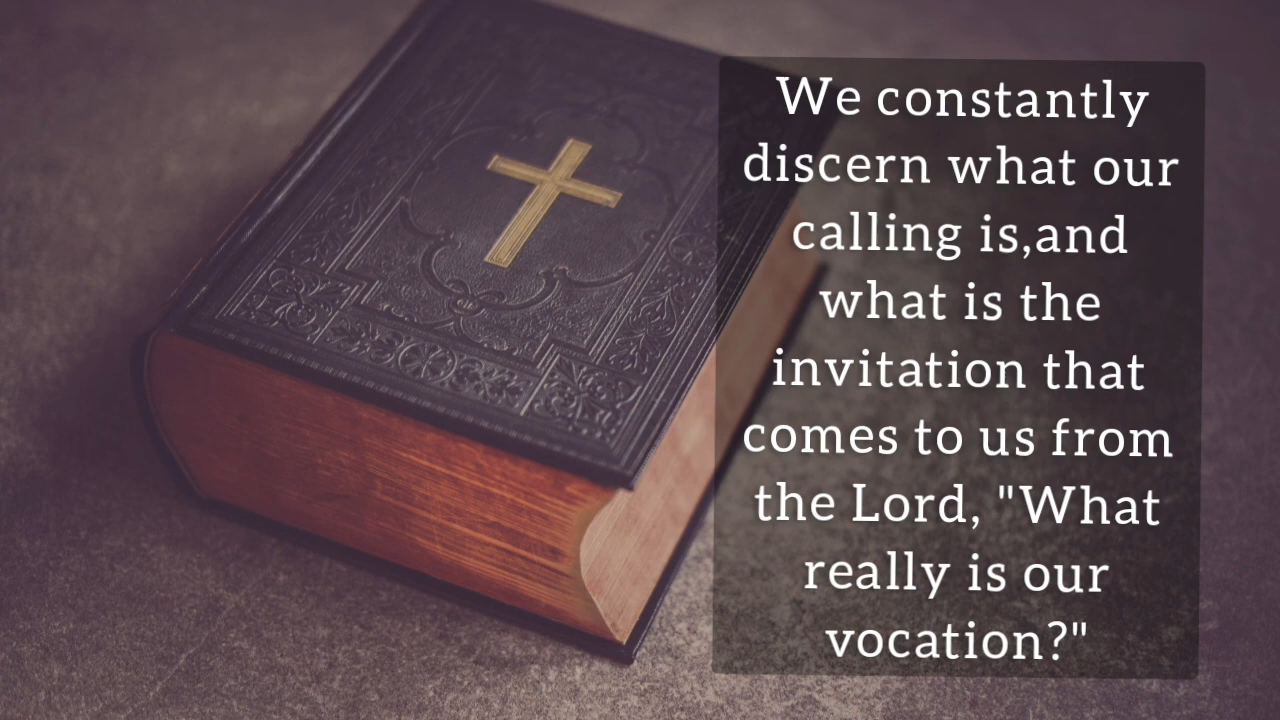 We constantly
discern what our
calling is,and
what is the
invitation that
comes to us from
the Lord, "What
really is our
vocation?"